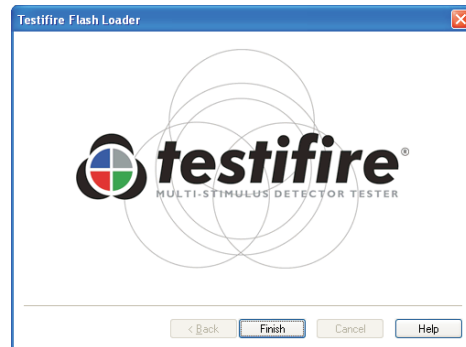 Testifire Flash Loader
testifire®
MULTI-STIMULUS DETECTOR TESTER
< Back Finish Cancel Help